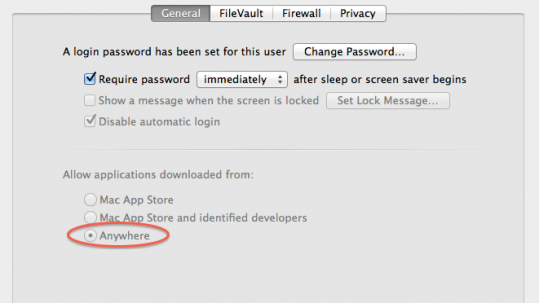 General FileVault Firewall Privacy
A login password has been set for this user Change Password...
Require password immediately after sleep or screen saver begins
Show a message when the screen is locked Set Lock Message...
Disable automatic login
Allow applications downloaded from:
Mac App Store
Mac App Store and identified developers
Anywhere